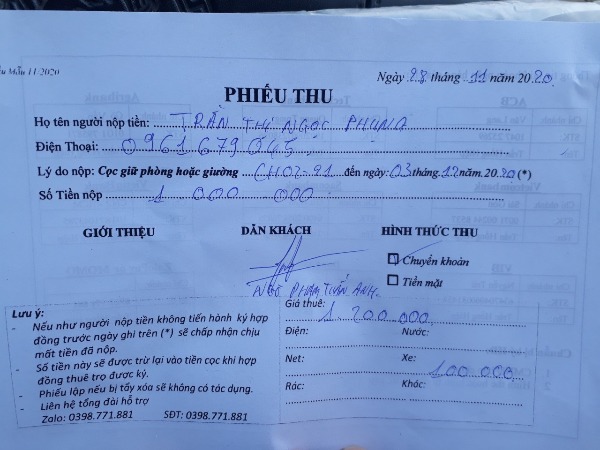 Mẫu 11-2020
Ngày 28 tháng 11 năm 2020
PHIẾU THU
Họ tên người nộp tiền: TRẦN THỊ NGỌC PHỤNG
Điện Thoại: 0961679045
Lý do nộp: Cọc giữ phòng hoặc giường CH02-21 đến ngày: 03 tháng 12 năm 2020 (*)
Số Tiền nộp 1 000 000
GIỚI THIỆU DẪN KHÁCH HÌNH THỨC THU
Chuyển khoản
Tiền mặt
NGÔ PHẠM TUẤN ANH.
Lưu ý:
- Nếu như người nộp tiền không tiến hành ký hợp
đồng trước ngày ghi trên (*) sẽ chấp nhận chịu
mất tiền đã nộp.
- Số tiền này sẽ được trừ lại vào tiền cọc khi hợp
đồng thuê trọ được ký.
- Phiếu lập nếu bị tẩy xóa sẽ không có tác dụng.
- Liên hệ tổng đài hỗ trợ
Zalo: 0398.771.881 SĐT: 0398.771.881
Giá thuê: 1.200.000
Điện: Nước:
Net: Xe: 100.000
Rác: Khác: